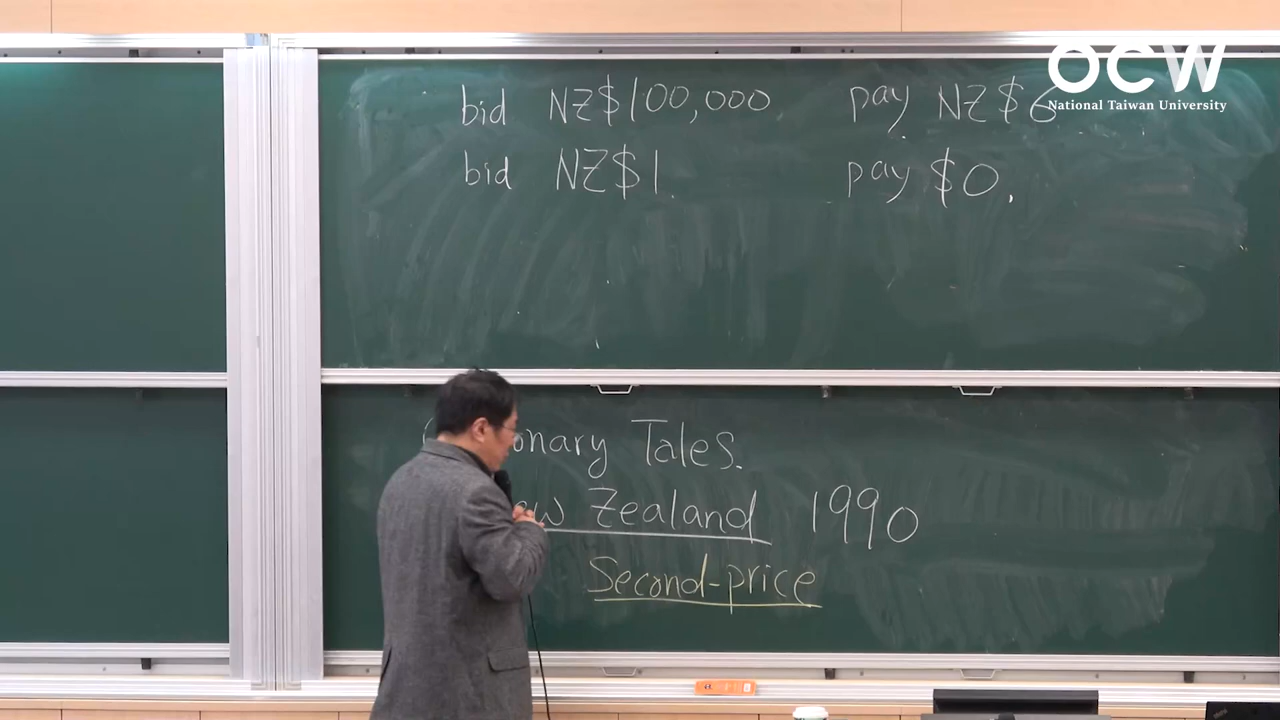 OCW
National Taiwan University
bid NZ$100,000 pay NZ$6
bid NZ$1. pay $0.
Tales.
Zealand 1990
Second-price